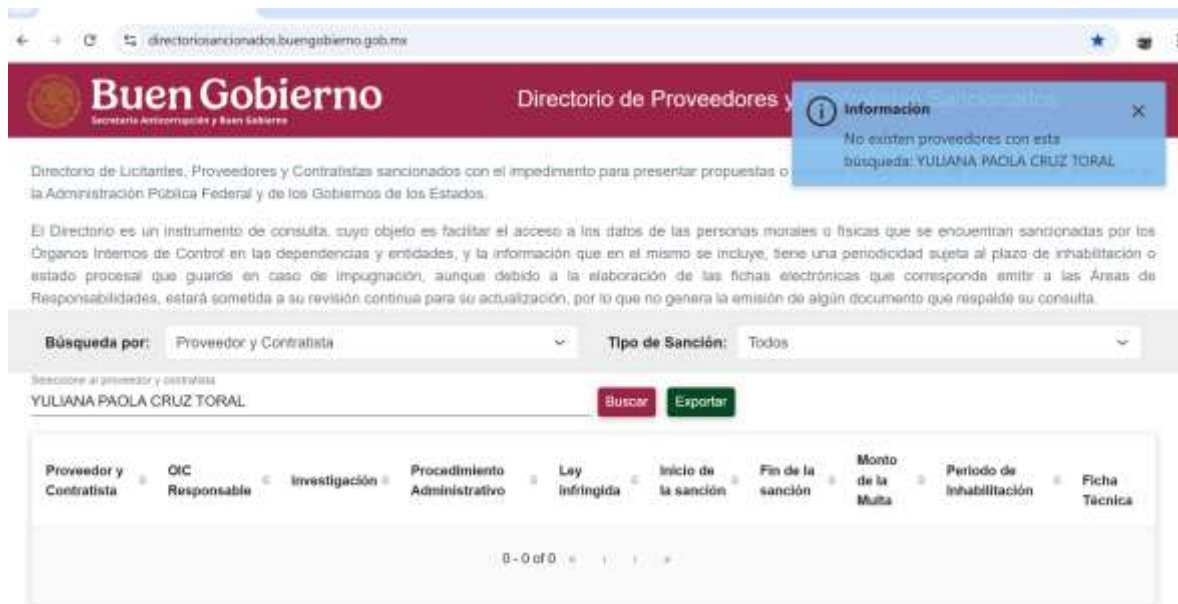 directoriosancionados.buengobierno.gob.mx
Buen Gobierno
Secretaría Anticorrupción y Buen Gobierno
Directorio de Proveedores y
Información
No existen proveedores con esta
búsqueda: YULIANA PAOLA CRUZ TORAL
Directorio de Licitantes, Proveedores y Contratistas sancionados con el impedimento para presentar propuestas o
la Administración Pública Federal y de los Gobiernos de los Estados.
El Directorio es un instrumento de consulta, cuyo objeto es facilitar el acceso a los datos de las personas morales o físicas que se encuentran sancionadas por los
Órganos Internos de Control en las dependencias y entidades, y la información que en el mismo se incluye, tiene una periodicidad sujeta al plazo de inhabilitación o
estado procesal que guarde en caso de impugnación, aunque debido a la elaboración de las fichas electrónicas que corresponde emitir a las Áreas de
Responsabilidades, estará sometida a su revisión continua para su actualización, por lo que no genera la emisión de algún documento que respalde su consulta.
Búsqueda por: Proveedor y Contratista Tipo de Sanción: Todos
Seleccione al proveedor y contratista
YULIANA PAOLA CRUZ TORAL Buscar Exportar
Proveedor y Contratista OIC Responsable Investigación Procedimiento Administrativo Ley infringida Inicio de la sanción Fin de la sanción Monto de la Multa Periodo de Inhabilitación Ficha Técnica
0 - 0 of 0